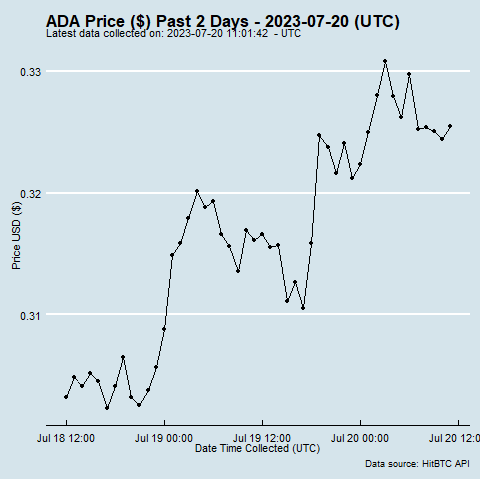 ADA Price ($) Past 2 Days - 2023-07-20 (UTC)
Latest data collected on: 2023-07-20 11:01:42 - UTC
0.33
0.32
0.31
Price USD ($)
Jul 18 12:00 Jul 19 00:00 Jul 19 12:00 Jul 20 00:00 Jul 20 12:00
Date Time Collected (UTC)
Data source: HitBTC API